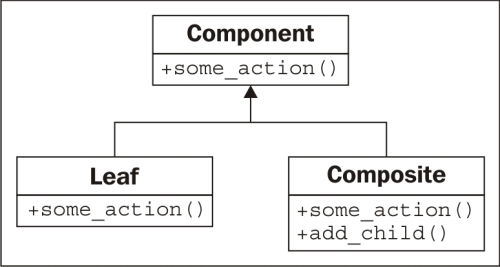 Component
+some_action()
Leaf
+some_action()
Composite
+some_action()
+add_child()